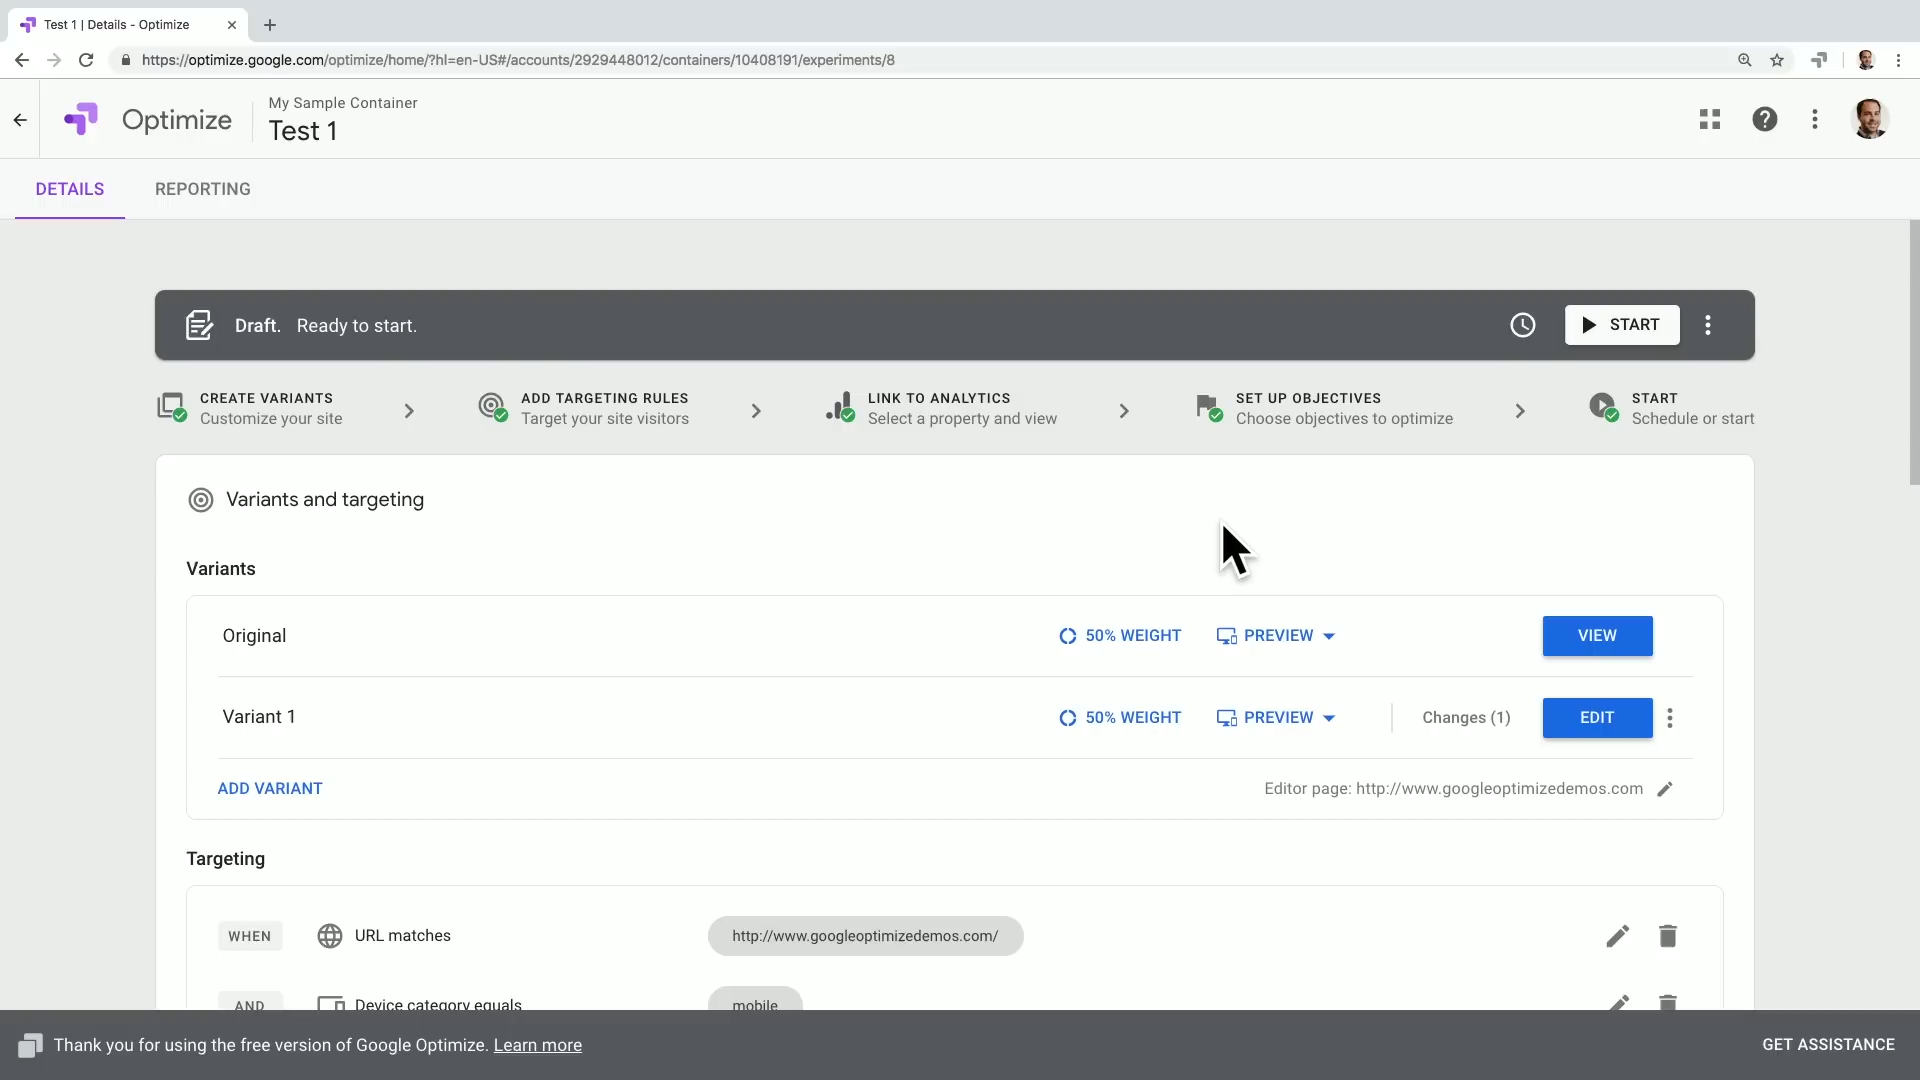 Test 1 | Details - Optimize
https://optimize.google.com/optimize/home/?hl=en-US#/accounts/2929448012/containers/10408191/experiments/8
Optimize
My Sample Container
Test 1
DETAILS
REPORTING
Draft. Ready to start.
START
CREATE VARIANTS
Customize your site
ADD TARGETING RULES
Target your site visitors
LINK TO ANALYTICS
Select a property and view
SET UP OBJECTIVES
Choose objectives to optimize
START
Schedule or start
Variants and targeting
Variants
Original
50% WEIGHT
PREVIEW
VIEW
Variant 1
50% WEIGHT
PREVIEW
Changes (1)
EDIT
ADD VARIANT
Editor page: http://www.googleoptimizedemos.com
Targeting
WHEN
URL matches
http://www.googleoptimizedemos.com/
AND
Device category equals
mobile
Thank you for using the free version of Google Optimize. Learn more
GET ASSISTANCE